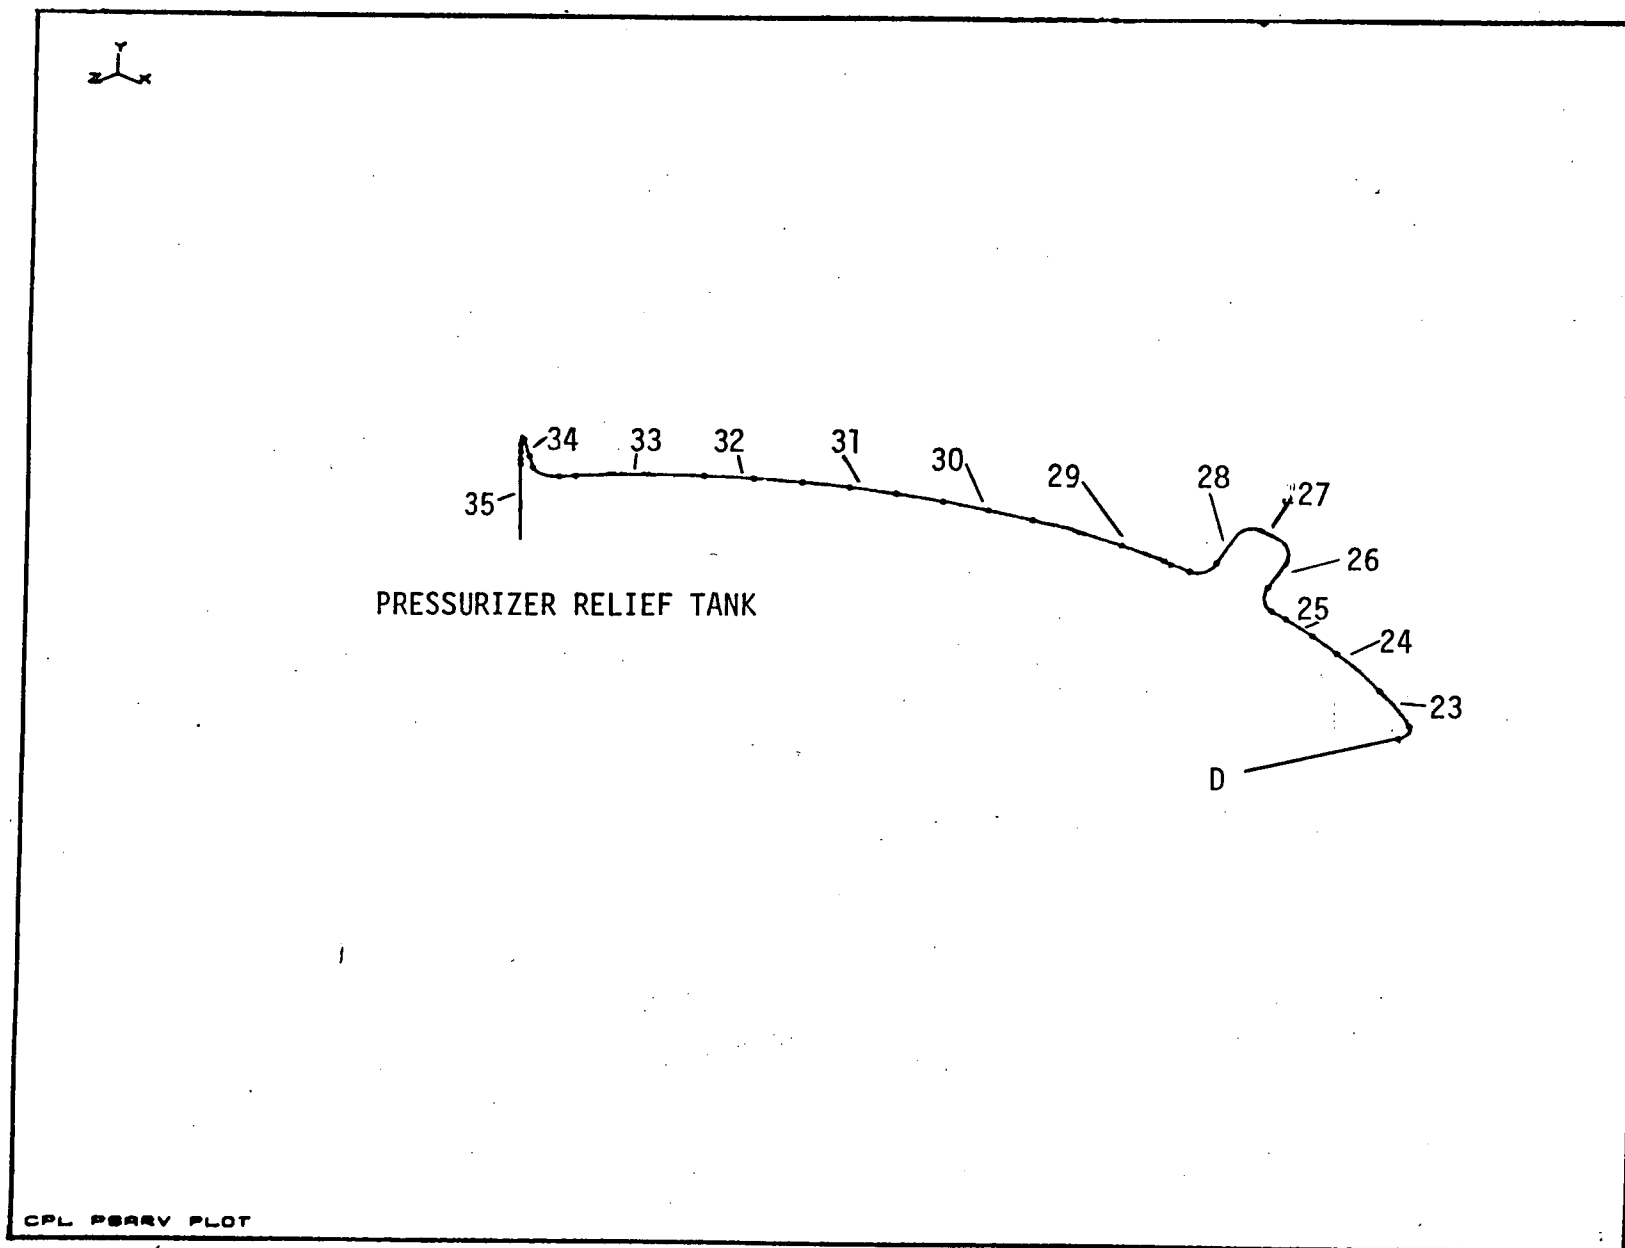 Y
Z X
34 33 32 31 30 29 28 27
35
26
PRESSURIZER RELIEF TANK
25
24
23
D
CPL PSARV PLOT